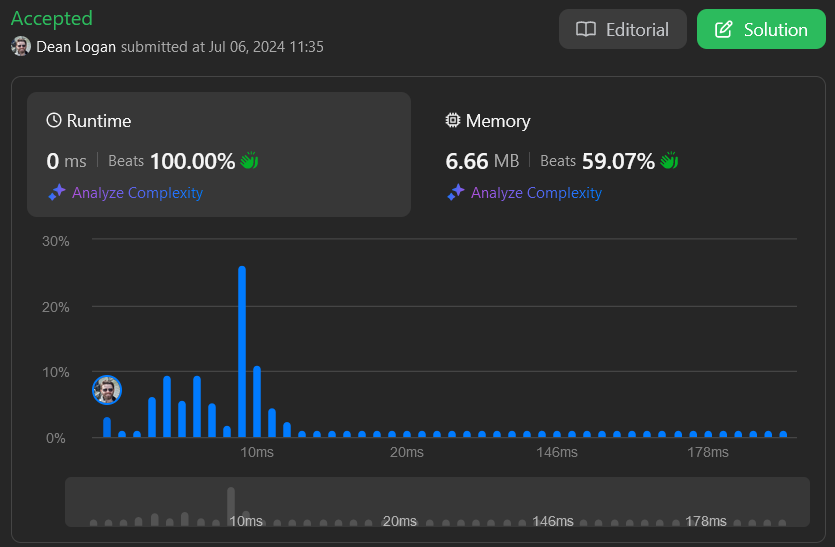 Accepted
Dean Logan submitted at Jul 06, 2024 11:35
Editorial
Solution
Runtime
0 ms | Beats 100.00%
Analyze Complexity
Memory
6.66 MB | Beats 59.07%
Analyze Complexity
30%
20%
10%
0%
10ms 20ms 146ms 178ms
10ms 20ms 146ms 178ms